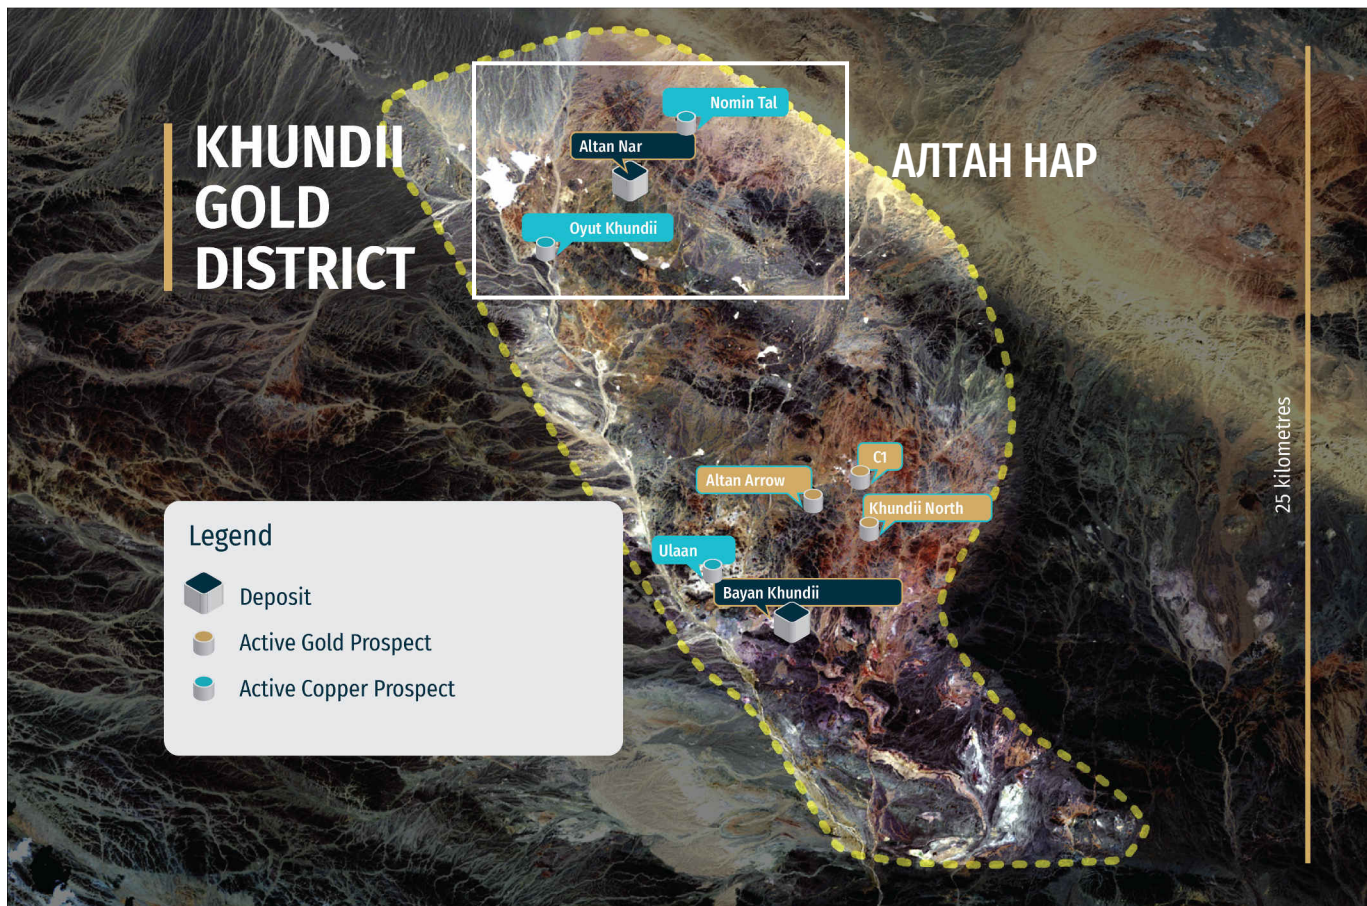 KHUNDII
GOLD
DISTRICT
Nomin Tal
Altan Nar
АЛТАН НАР
Oyut Khundii
C1
Altan Arrow
Khundii North
Ulaan
Bayan Khundii
25 kilometres
Legend
Deposit
Active Gold Prospect
Active Copper Prospect